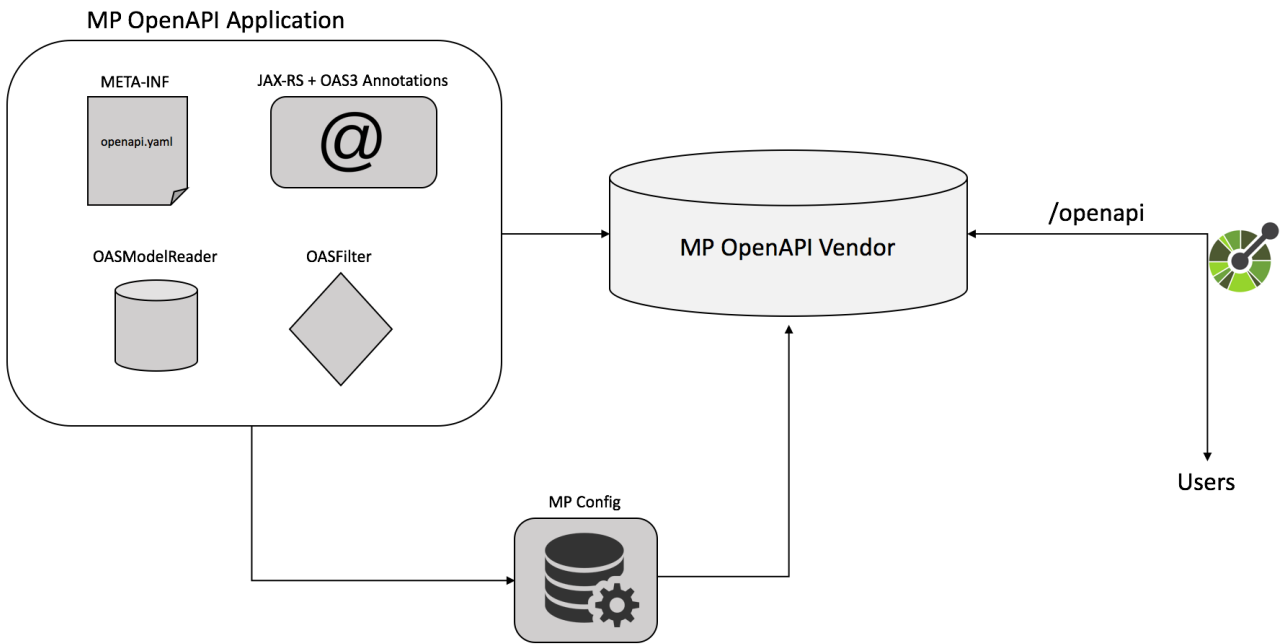 MP OpenAPI Application
META-INF
JAX-RS + OAS3 Annotations
openapi.yaml
@
OASModelReader
OASFilter
MP OpenAPI Vendor
/openapi
Users
MP Config